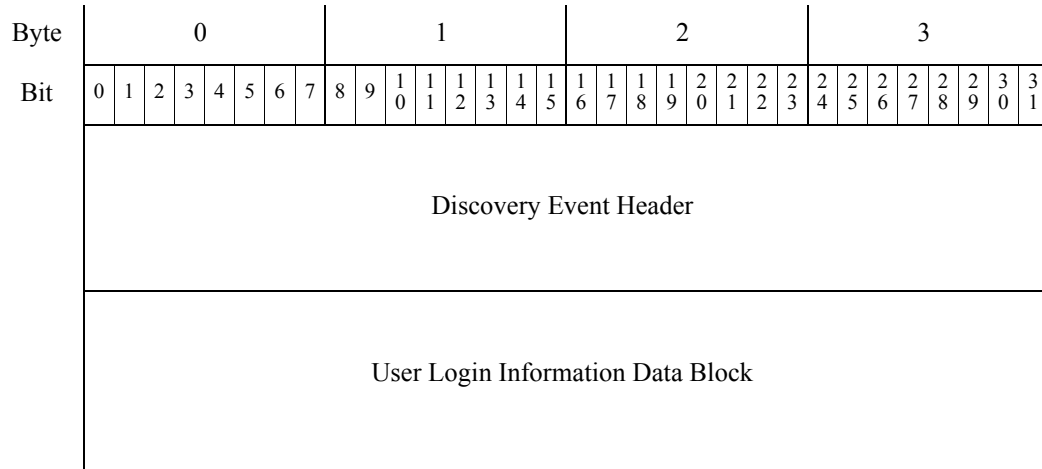 Byte 0 1 2 3
Bit 0 1 2 3 4 5 6 7 8 9 10 11 12 13 14 15 16 17 18 19 20 21 22 23 24 25 26 27 28 29 30 31
Discovery Event Header
User Login Information Data Block